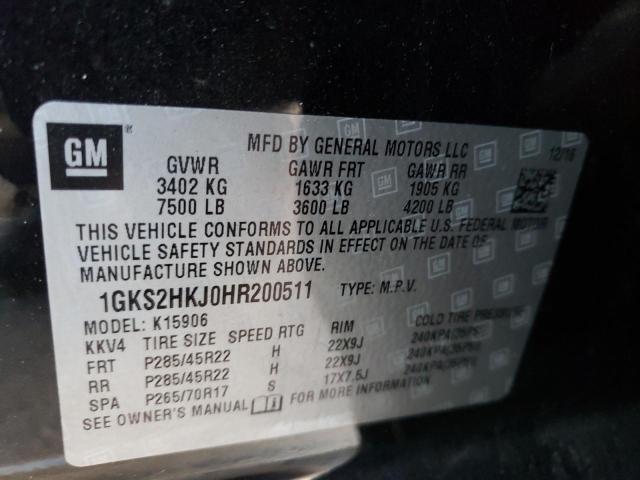 GM
MFD BY GENERAL MOTORS LLC 12/16
GVWR GAWR FRT GAWR RR
3402 KG 1633 KG 1905 KG
7500 LB 3600 LB 4200 LB
THIS VEHICLE CONFORMS TO ALL APPLICABLE U.S. FEDERAL MOTOR
VEHICLE SAFETY STANDARDS IN EFFECT ON THE DATE OF
MANUFACTURE SHOWN ABOVE.
1GKS2HKJ0HR200511 TYPE: M.P.V.
MODEL: K15906
KKV4 TIRE SIZE SPEED RTG RIM COLD TIRE PRESSURE
FRT P285/45R22 H 22X9J 240KPA(35PSI)
RR P285/45R22 H 22X9J 240KPA(35PSI)
SPA P265/70R17 S 17X7.5J 240KPA(35PSI)
SEE OWNER'S MANUAL FOR MORE INFORMATION